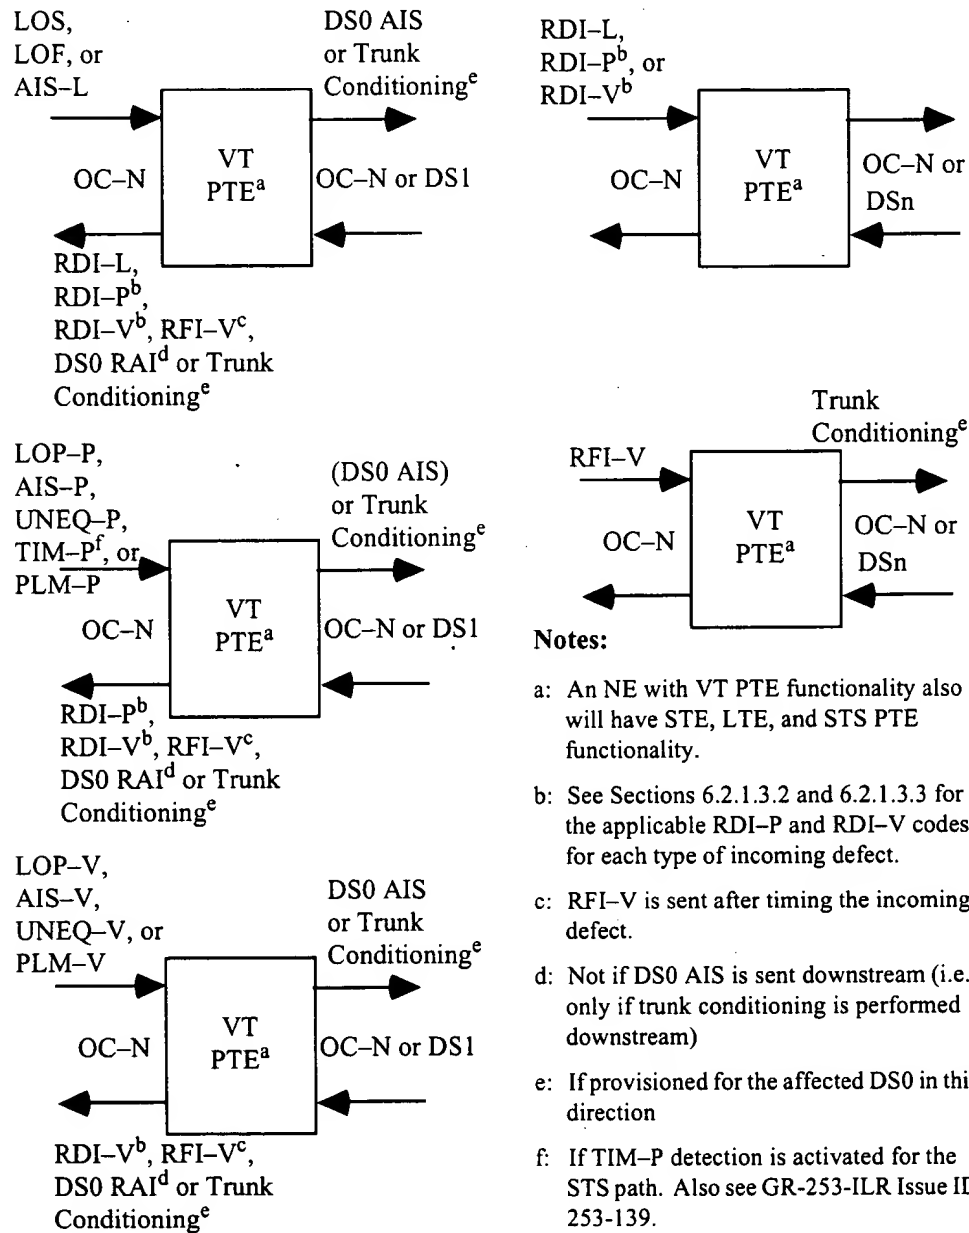 LOS,
LOF, or
AIS–L
DS0 AIS
or Trunk
Conditioningᵉ
OC–N
VT
PTEᵃ
OC–N or DS1
RDI–L,
RDI–Pᵇ,
RDI–Vᵇ, RFI–Vᶜ,
DS0 RAIᵈ or Trunk
Conditioningᵉ
LOP–P,
AIS–P,
UNEQ–P,
TIM–Pᶠ, or
PLM–P
(DS0 AIS)
or Trunk
Conditioningᵉ
OC–N
VT
PTEᵃ
OC–N or DS1
RDI–Pᵇ,
RDI–Vᵇ, RFI–Vᶜ,
DS0 RAIᵈ or Trunk
Conditioningᵉ
LOP–V,
AIS–V,
UNEQ–V, or
PLM–V
DS0 AIS
or Trunk
Conditioningᵉ
OC–N
VT
PTEᵃ
OC–N or DS1
RDI–Vᵇ, RFI–Vᶜ,
DS0 RAIᵈ or Trunk
Conditioningᵉ
RDI–L,
RDI–Pᵇ, or
RDI–Vᵇ
OC–N
VT
PTEᵃ
OC–N or
DSn
RFI–V
Trunk
Conditioningᵉ
OC–N
VT
PTEᵃ
OC–N or
DSn
Notes:
a: An NE with VT PTE functionality also
will have STE, LTE, and STS PTE
functionality.
b: See Sections 6.2.1.3.2 and 6.2.1.3.3 for
the applicable RDI–P and RDI–V codes
for each type of incoming defect.
c: RFI–V is sent after timing the incoming
defect.
d: Not if DS0 AIS is sent downstream (i.e.
only if trunk conditioning is performed
downstream)
e: If provisioned for the affected DS0 in thi
direction
f: If TIM–P detection is activated for the
STS path. Also see GR-253-ILR Issue ID
253-139.